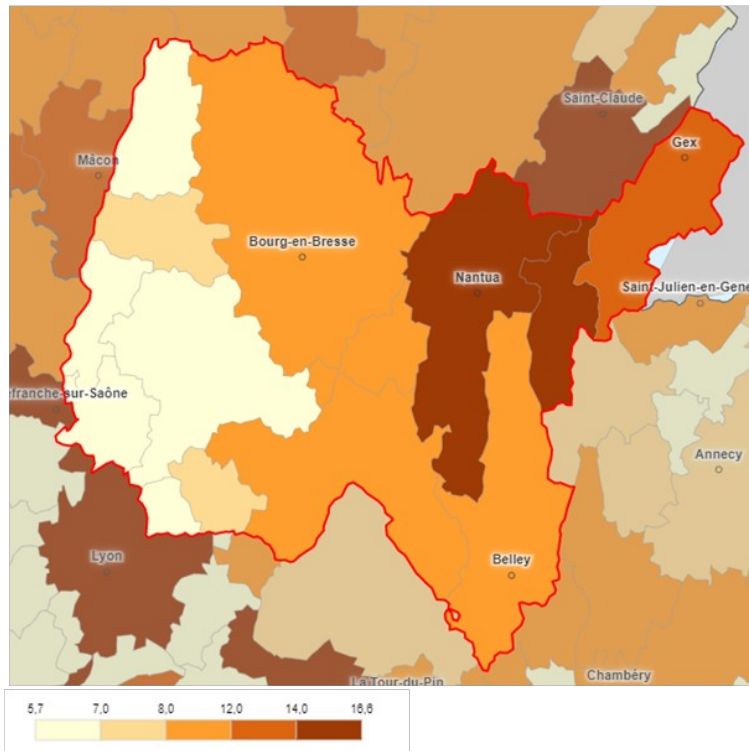 Saint-Claude
Gex
Mâcon
Bourg-en-Bresse
Nantua
Saint-Julien-en-Gene
efranche-sur-Saône
Annecy
Lyon
Belley
Chambéry
La Tour-du-Pin
5,7 7,0 8,0 12,0 14,0 16,6